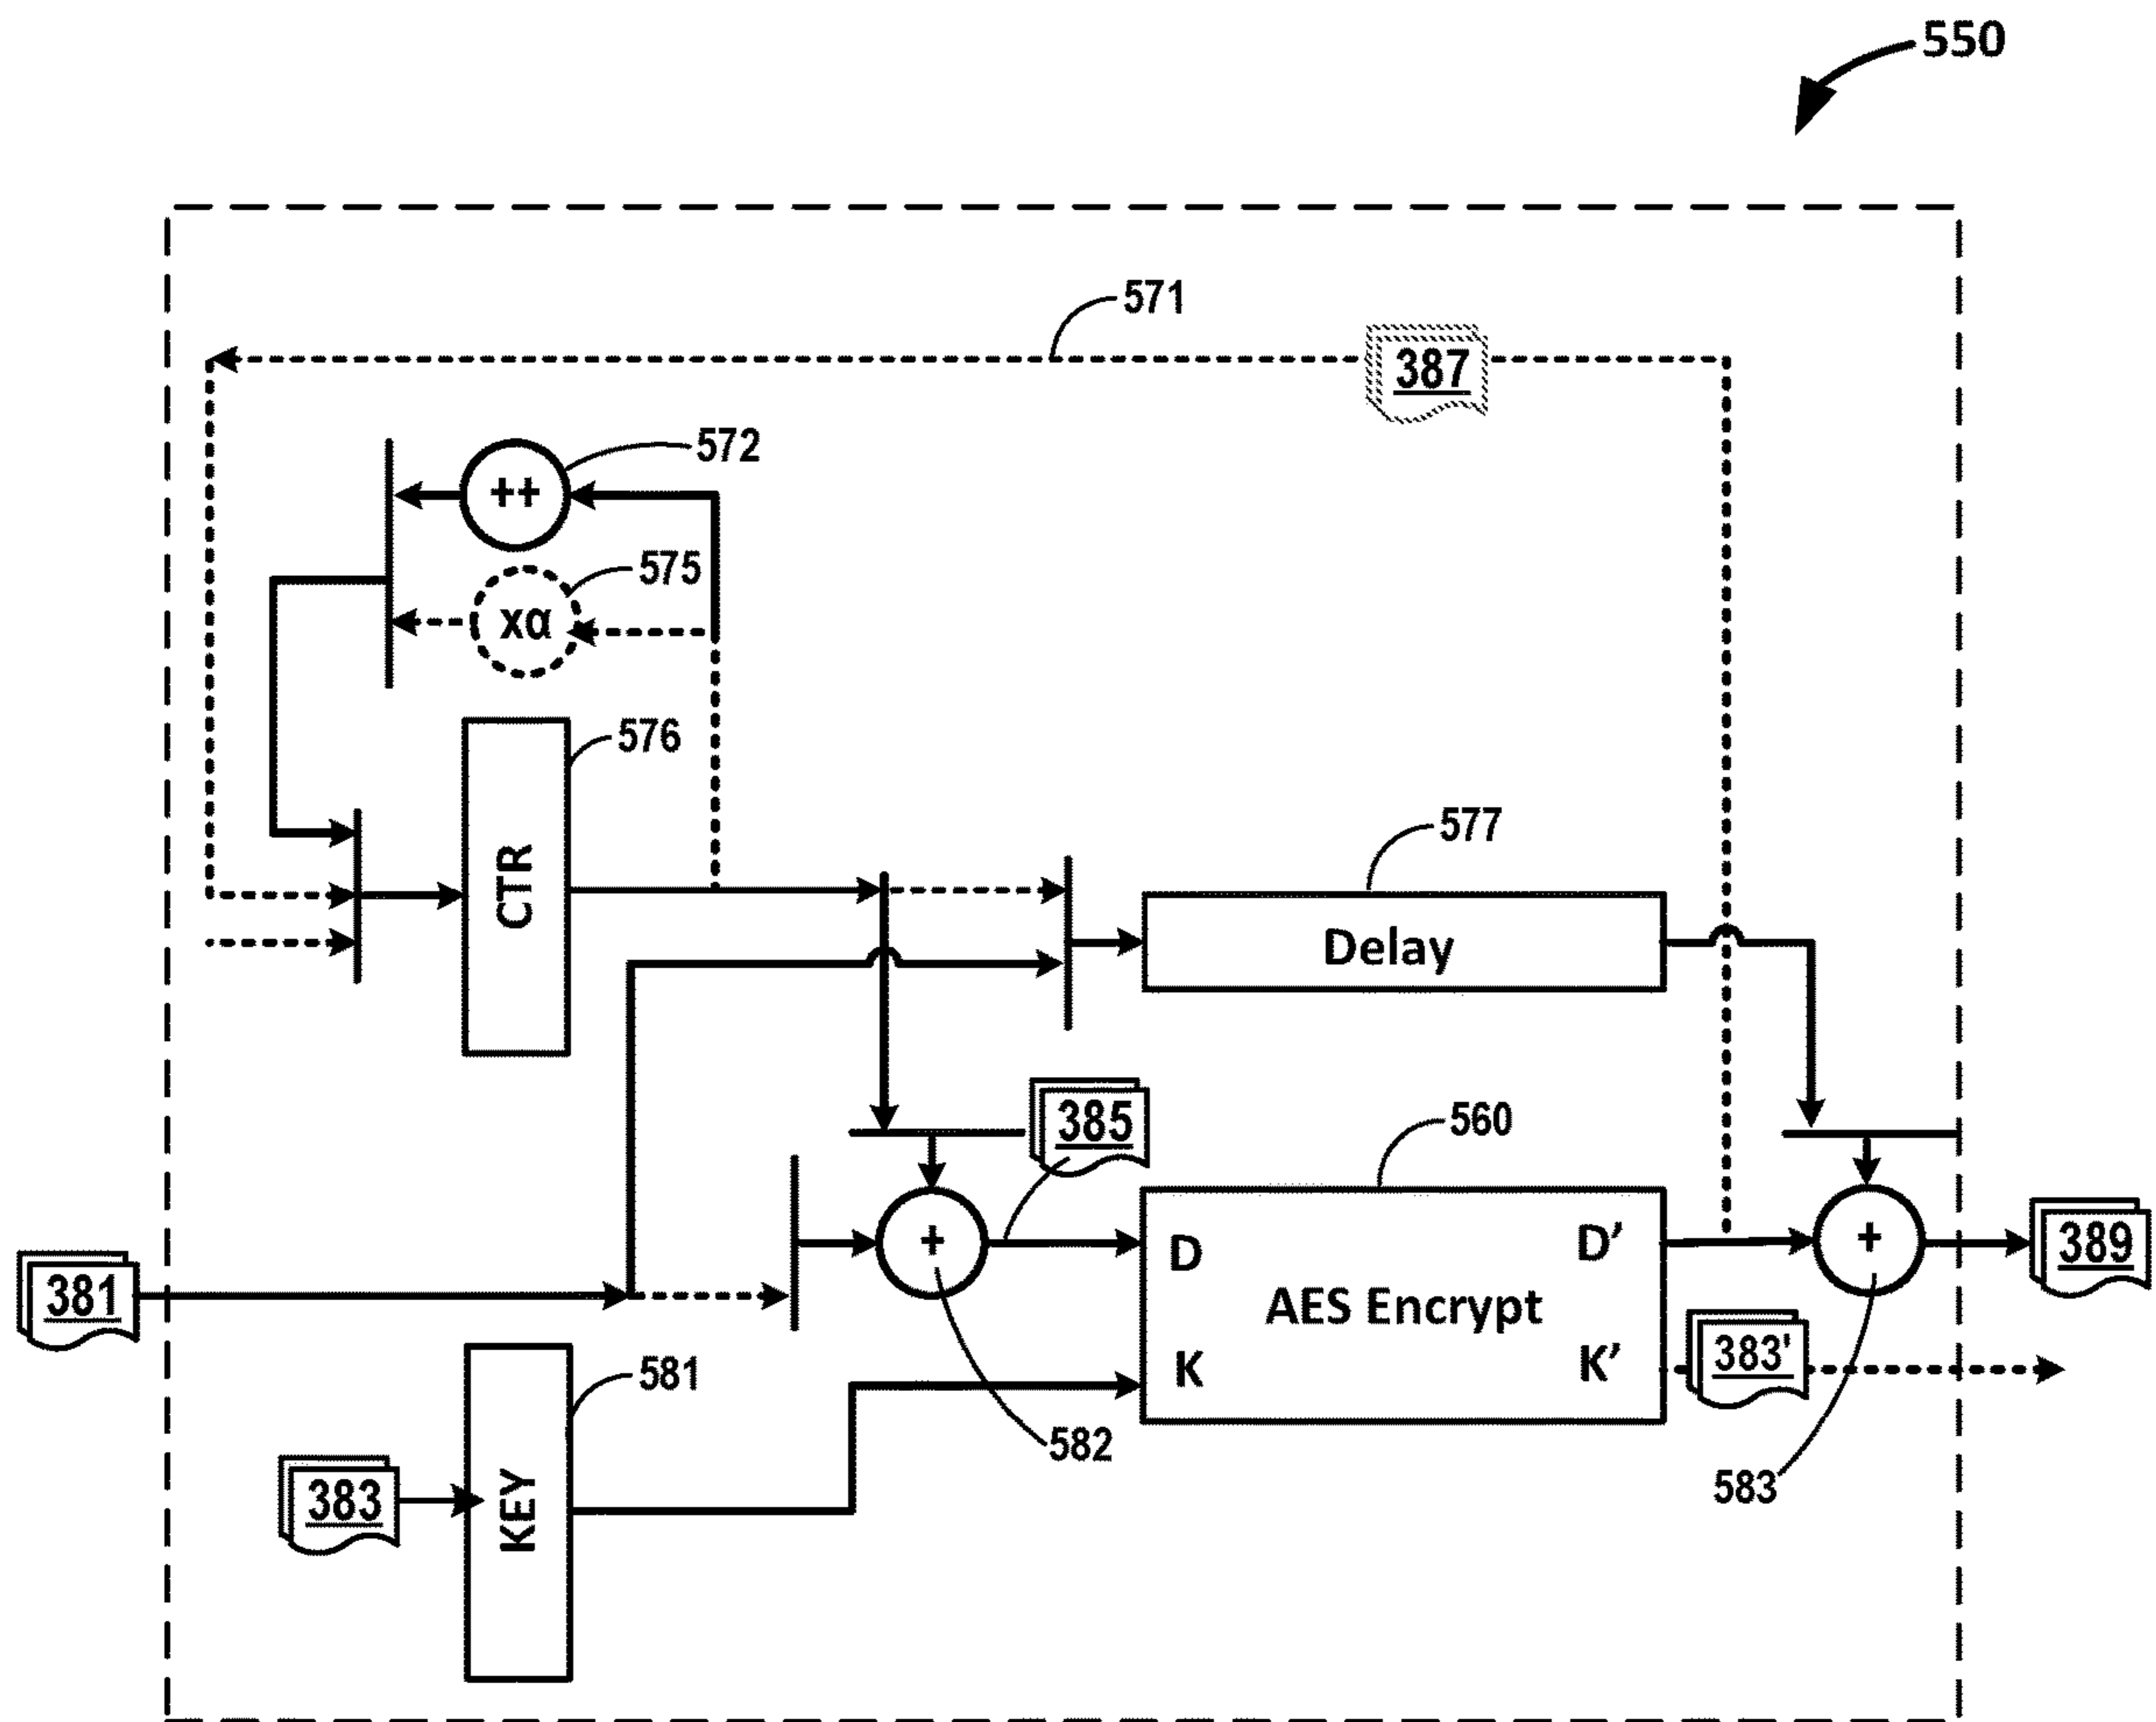 550
571
387
572
++
575
xα
576
CTR
577
Delay
385
560
+
D
D'
AES Encrypt
K
K'
+
389
381
383'
581
582
583
383
KEY